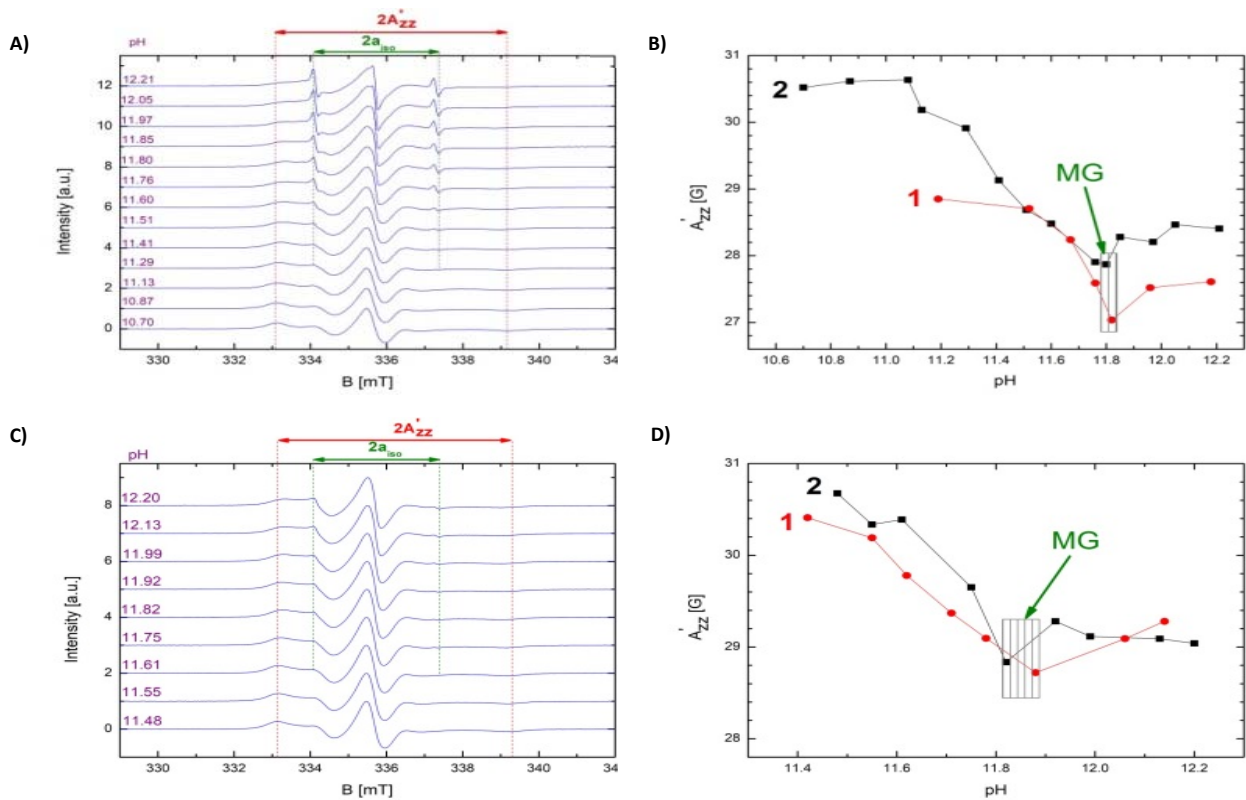 A)
2A'zz
2a iso
pH
12.21
12.05
11.97
11.85
11.80
11.76
11.60
11.51
11.41
11.29
11.13
10.87
10.70
12
10
8
6
4
2
0
Intensity [a.u.]
330 332 334 336 338 340 34
B [mT]
B)
31
30
29
28
27
A'zz [G]
2
1
MG
10.6 10.8 11.0 11.2 11.4 11.6 11.8 12.0 12.2
pH
C)
2A'zz
2a iso
pH
12.20
12.13
11.99
11.92
11.82
11.75
11.61
11.55
11.48
8
6
4
2
0
Intensity [a.u.]
330 332 334 336 338 340 34
B [mT]
D)
31
30
29
28
A'zz [G]
2
1
MG
11.4 11.6 11.8 12.0 12.2
pH